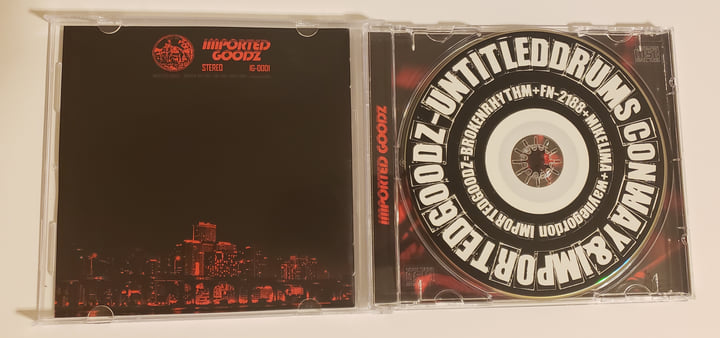 IMPORTED
GOODZ
STEREO IG-0001
IMPORTED GOODZ
CONWAY & IMPORTEDGOODZ-UNTITLEDDRUMS
IMPORTEDGOODZ=BROKENRHYTHM+FN-2188+MIKELIMA+waynegordon